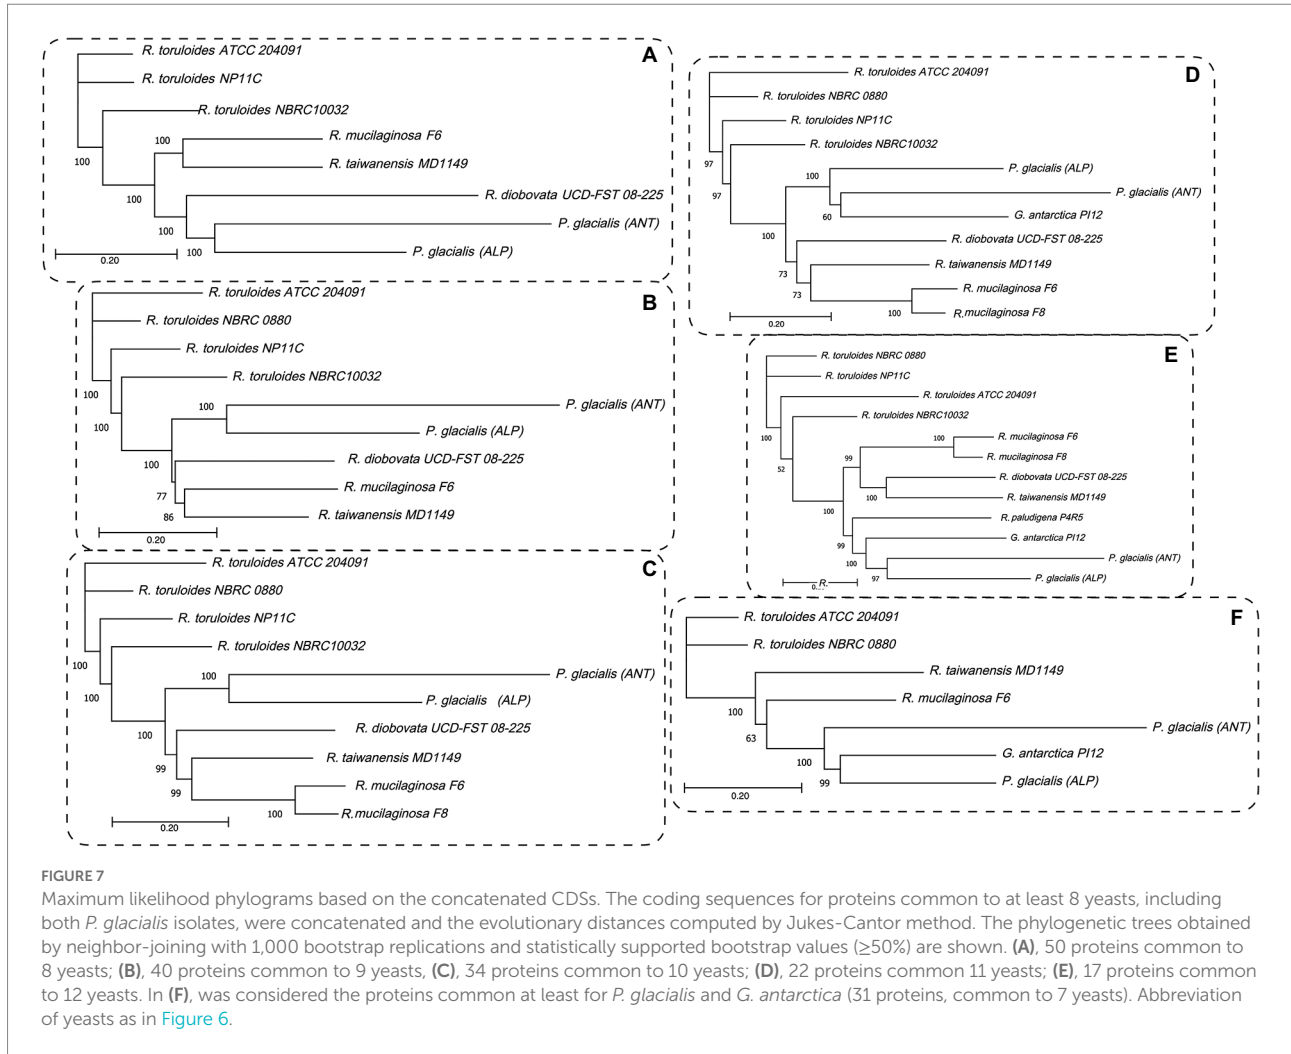 A
R. toruloides ATCC 204091
R. toruloides NP11C
R. toruloides NBRC10032
100
R. mucilaginosa F6
100
R. taiwanensis MD1149
100
R. diobovata UCD-FST 08-225
100
P. glacialis (ANT)
100
P. glacialis (ALP)
0.20
B
R. toruloides ATCC 204091
R. toruloides NBRC 0880
R. toruloides NP11C
R. toruloides NBRC10032
100
100
P. glacialis (ANT)
100
P. glacialis (ALP)
100
R. diobovata UCD-FST 08-225
77
R. mucilaginosa F6
86
R. taiwanensis MD1149
0.20
C
R. toruloides ATCC 204091
R. toruloides NBRC 0880
R. toruloides NP11C
R. toruloides NBRC10032
100
100
100
P. glacialis (ANT)
P. glacialis (ALP)
100
R. diobovata UCD-FST 08-225
99
R. taiwanensis MD1149
99
R. mucilaginosa F6
100
R.mucilaginosa F8
0.20
D
R. toruloides ATCC 204091
R. toruloides NBRC 0880
R. toruloides NP11C
R. toruloides NBRC10032
97
97
100
P. glacialis (ALP)
P. glacialis (ANT)
60
G. antarctica PI12
100
R. diobovata UCD-FST 08-225
73
R. taiwanensis MD1149
73
R. mucilaginosa F6
100
R.mucilaginosa F8
0.20
E
R. toruloides NBRC 0880
R. toruloides NP11C
R. toruloides ATCC 204091
R. toruloides NBRC10032
100
52
100
R. mucilaginosa F6
99
R. mucilaginosa F8
R. diobovata UCD-FST 08-225
100
R. taiwanensis MD1149
100
R. paludigena P4R5
99
G. antarctica PI12
100
P. glacialis (ANT)
97
P. glacialis (ALP)
R.
F
R. toruloides ATCC 204091
R. toruloides NBRC 0880
R. taiwanensis MD1149
100
R. mucilaginosa F6
63
P. glacialis (ANT)
100
G. antarctica PI12
99
P. glacialis (ALP)
0.20
FIGURE 7
Maximum likelihood phylograms based on the concatenated CDSs. The coding sequences for proteins common to at least 8 yeasts, including
both P. glacialis isolates, were concatenated and the evolutionary distances computed by Jukes-Cantor method. The phylogenetic trees obtained
by neighbor-joining with 1,000 bootstrap replications and statistically supported bootstrap values (≥50%) are shown. (A), 50 proteins common to
8 yeasts; (B), 40 proteins common to 9 yeasts, (C), 34 proteins common to 10 yeasts; (D), 22 proteins common 11 yeasts; (E), 17 proteins common
to 12 yeasts. In (F), was considered the proteins common at least for P. glacialis and G. antarctica (31 proteins, common to 7 yeasts). Abbreviation
of yeasts as in Figure 6.